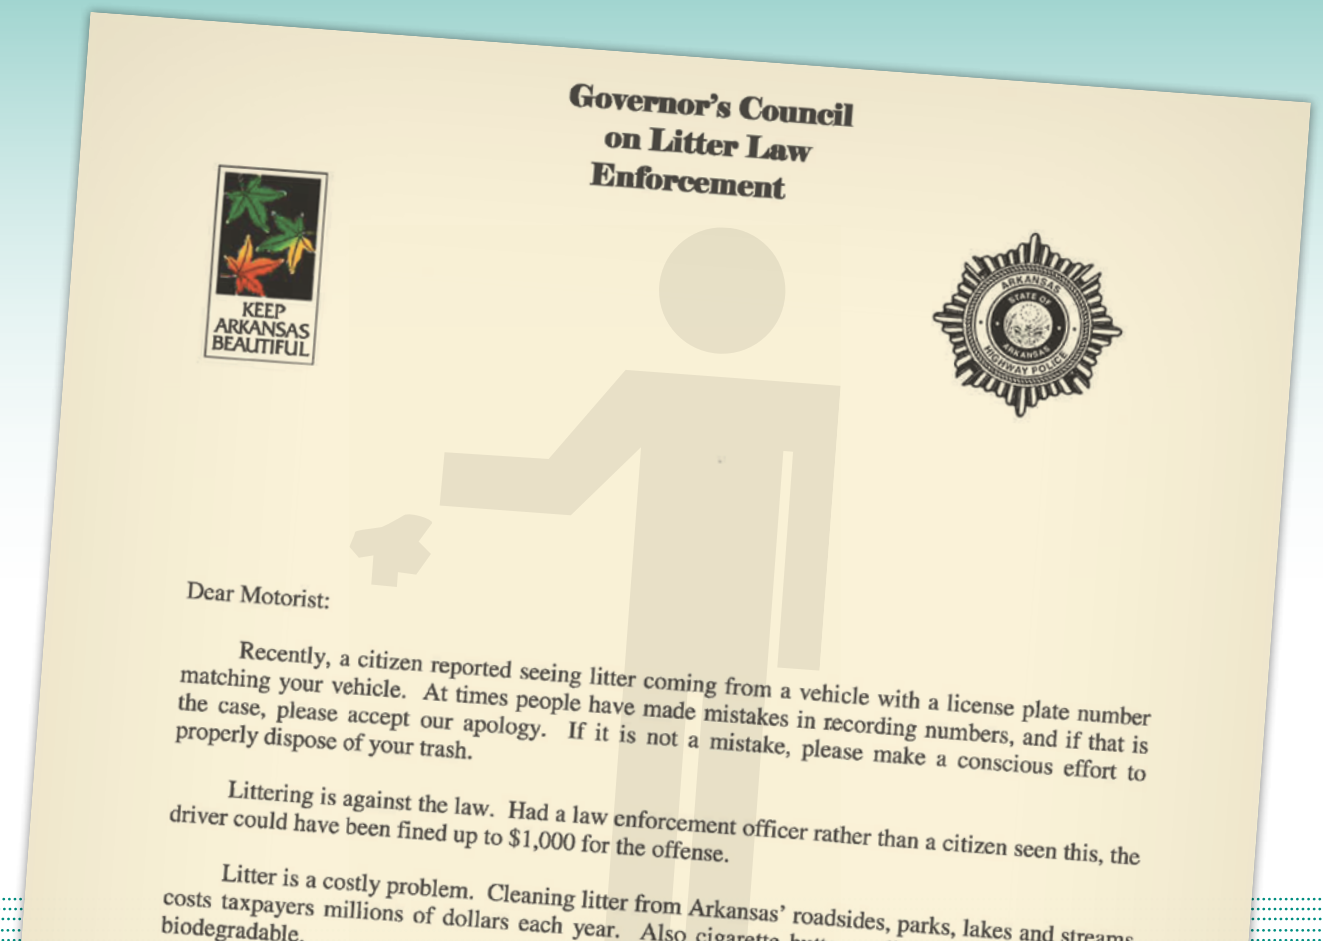 Governor's Council
on Litter Law
Enforcement
KEEP
ARKANSAS
BEAUTIFUL
ARKANSAS
STATE OF
ARKANSAS
HIGHWAY POLICE
Dear Motorist:
Recently, a citizen reported seeing litter coming from a vehicle with a license plate number
matching your vehicle. At times people have made mistakes in recording numbers, and if that is
the case, please accept our apology. If it is not a mistake, please make a conscious effort to
properly dispose of your trash.
Littering is against the law. Had a law enforcement officer rather than a citizen seen this, the
driver could have been fined up to $1,000 for the offense.
Litter is a costly problem. Cleaning litter from Arkansas' roadsides, parks, lakes and streams
costs taxpayers millions of dollars each year. Also cigarette
biodegradable.